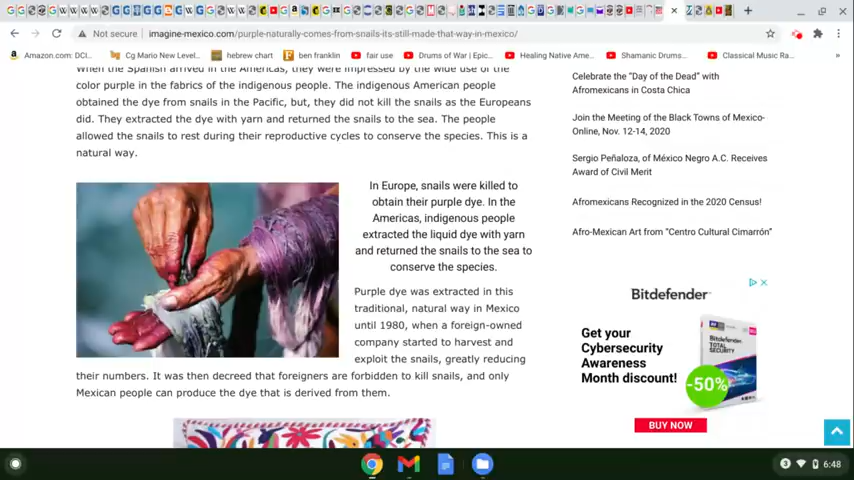 Not secure
imagine-mexico.com/purple-naturally-comes-from-snails-its-still-made-that-way-in-mexico/
Amazon.com: DCI...
Cg Mario New Level...
hebrew chart
ben franklin
fair use
Drums of War | Epic...
Healing Native Ame...
Shamanic Drums...
Classical Music Ra...
When the Spanish arrived in the Americas, they were impressed by the wide use of the
color purple in the fabrics of the indigenous people. The indigenous American people
obtained the dye from snails in the Pacific, but, they did not kill the snails as the Europeans
did. They extracted the dye with yarn and returned the snails to the sea. The people
allowed the snails to rest during their reproductive cycles to conserve the species. This is a
natural way.
In Europe, snails were killed to
obtain their purple dye. In the
Americas, indigenous people
extracted the liquid dye with yarn
and returned the snails to the sea to
conserve the species.
Purple dye was extracted in this
traditional, natural way in Mexico
until 1980, when a foreign-owned
company started to harvest and
exploit the snails, greatly reducing
their numbers. It was then decreed that foreigners are forbidden to kill snails, and only
Mexican people can produce the dye that is derived from them.
Celebrate the “Day of the Dead” with
Afromexicans in Costa Chica
Join the Meeting of the Black Towns of Mexico-
Online, Nov. 12-14, 2020
Sergio Peñaloza, of México Negro A.C. Receives
Award of Civil Merit
Afromexicans Recognized in the 2020 Census!
Afro-Mexican Art from “Centro Cultural Cimarrón”
Bitdefender
Get your
Cybersecurity
Awareness
Month discount!
-50%
BUY NOW
3
6:48